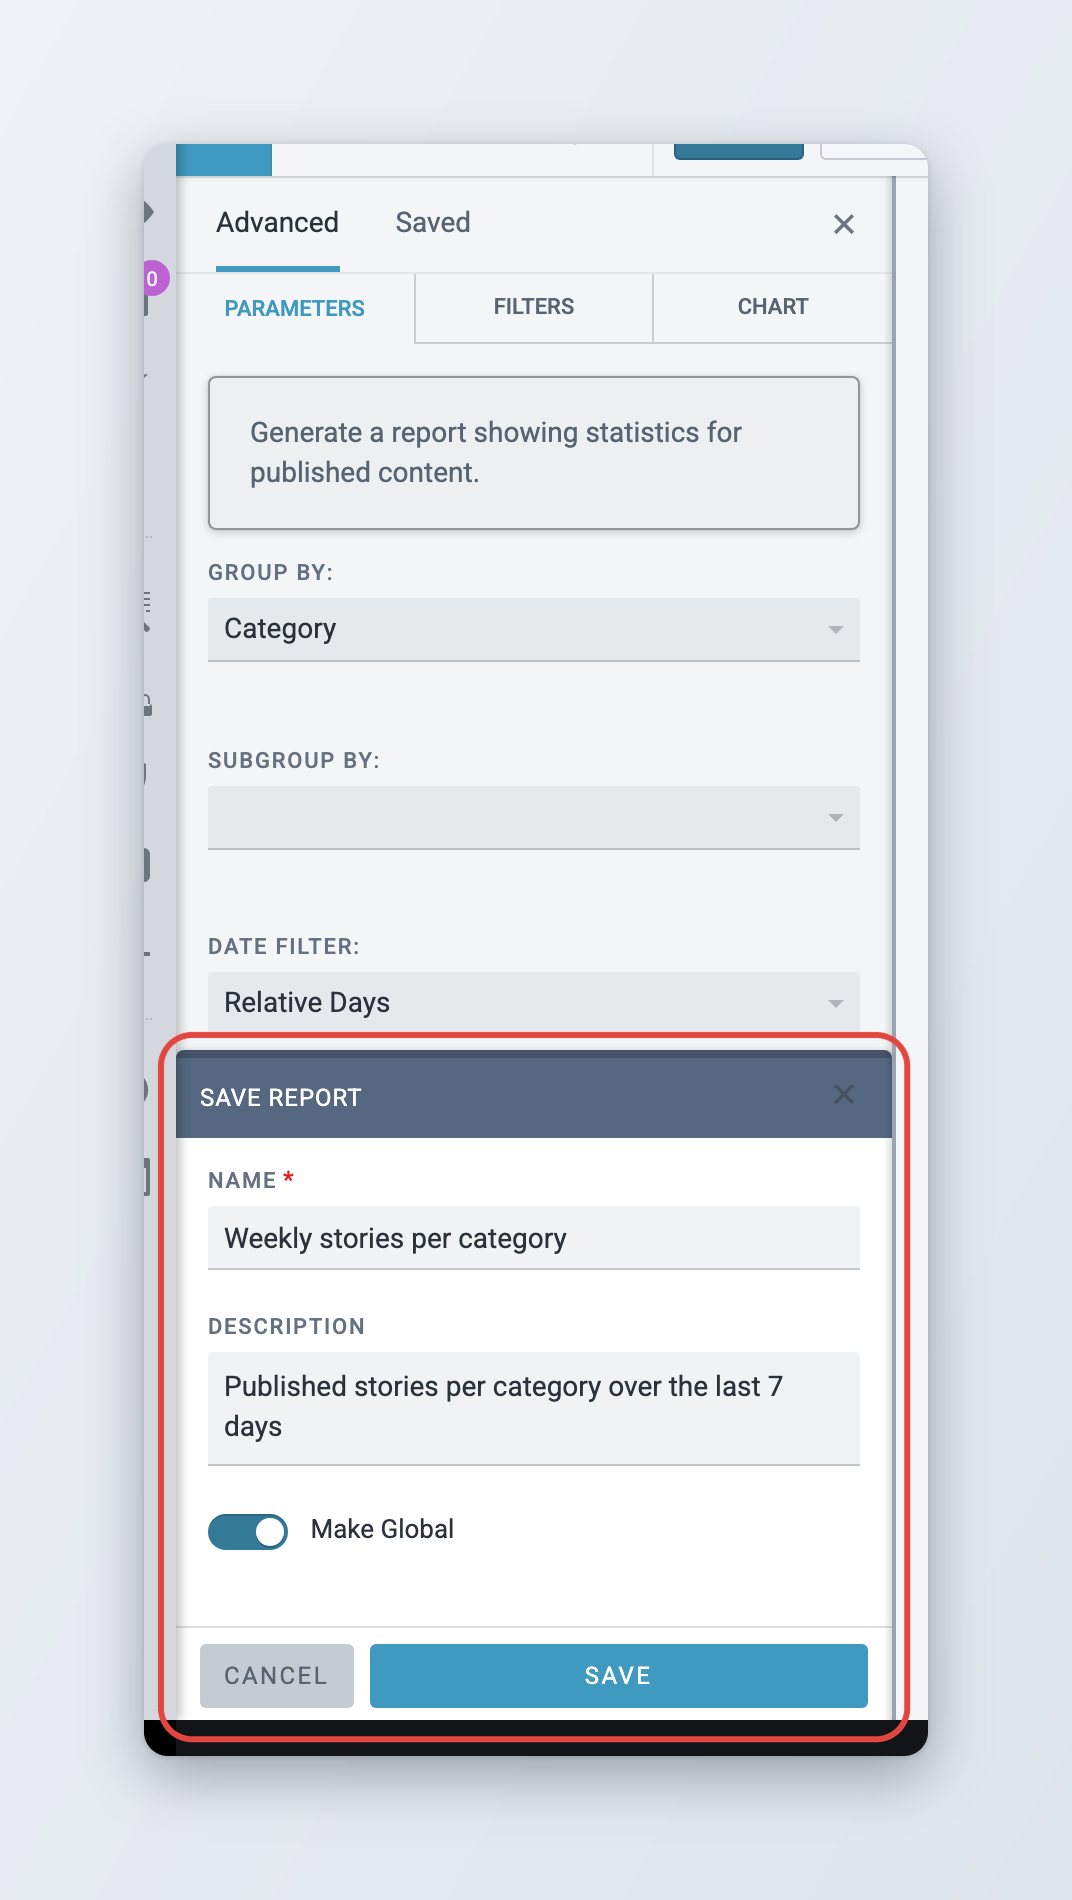 Advanced Saved
0
PARAMETERS FILTERS CHART
Generate a report showing statistics for
published content.
GROUP BY:
Category
SUBGROUP BY:
DATE FILTER:
Relative Days
SAVE REPORT
NAME *
Weekly stories per category
DESCRIPTION
Published stories per category over the last 7
days
Make Global
CANCEL SAVE